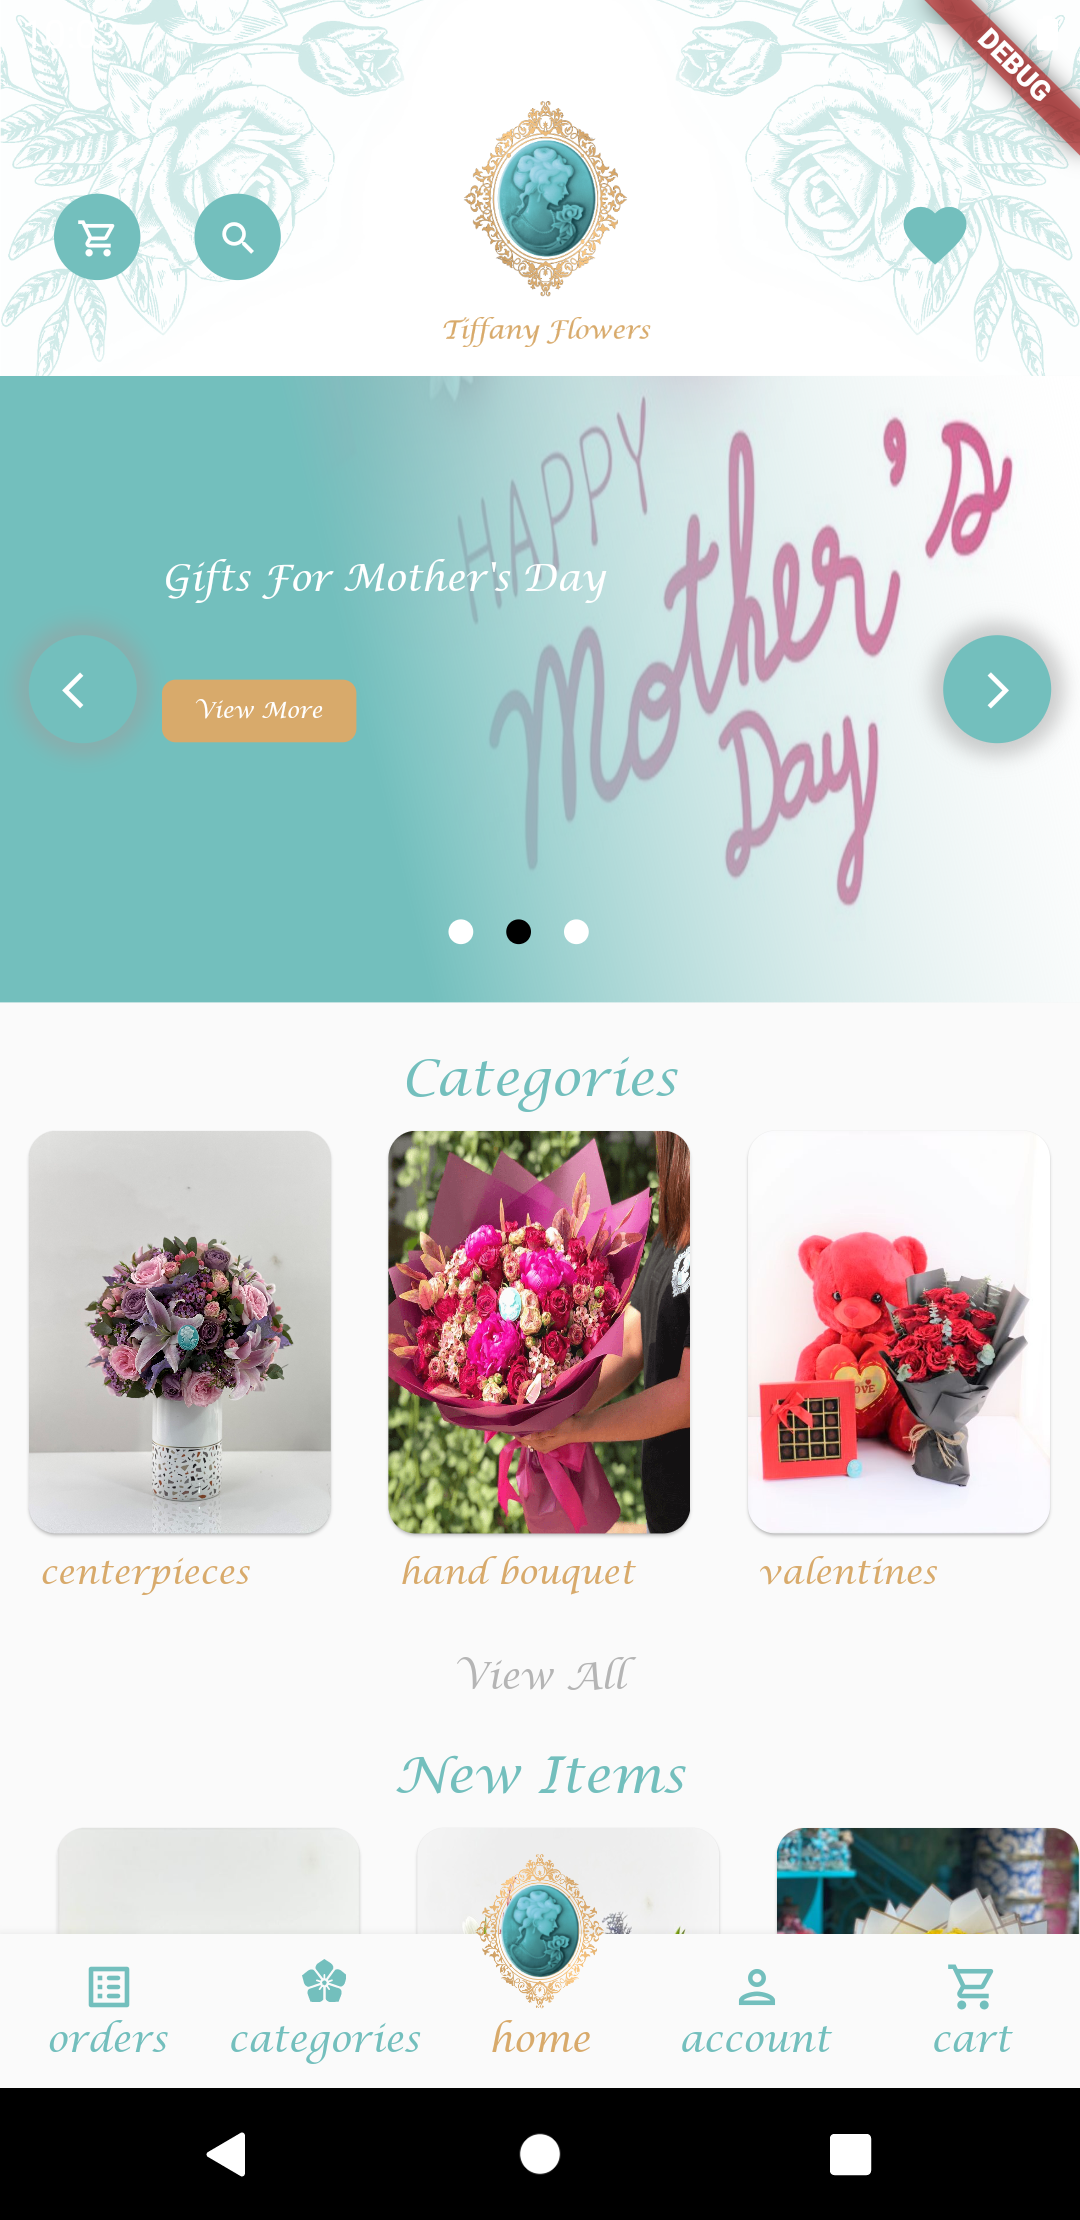 DEBUG
Tiffany Flowers
HAPPY
Mother's
Day
Gifts For Mother's Day
View More
Categories
LOVE
centerpieces
hand bouquet
valentines
View All
New Items
orders
categories
home
account
cart